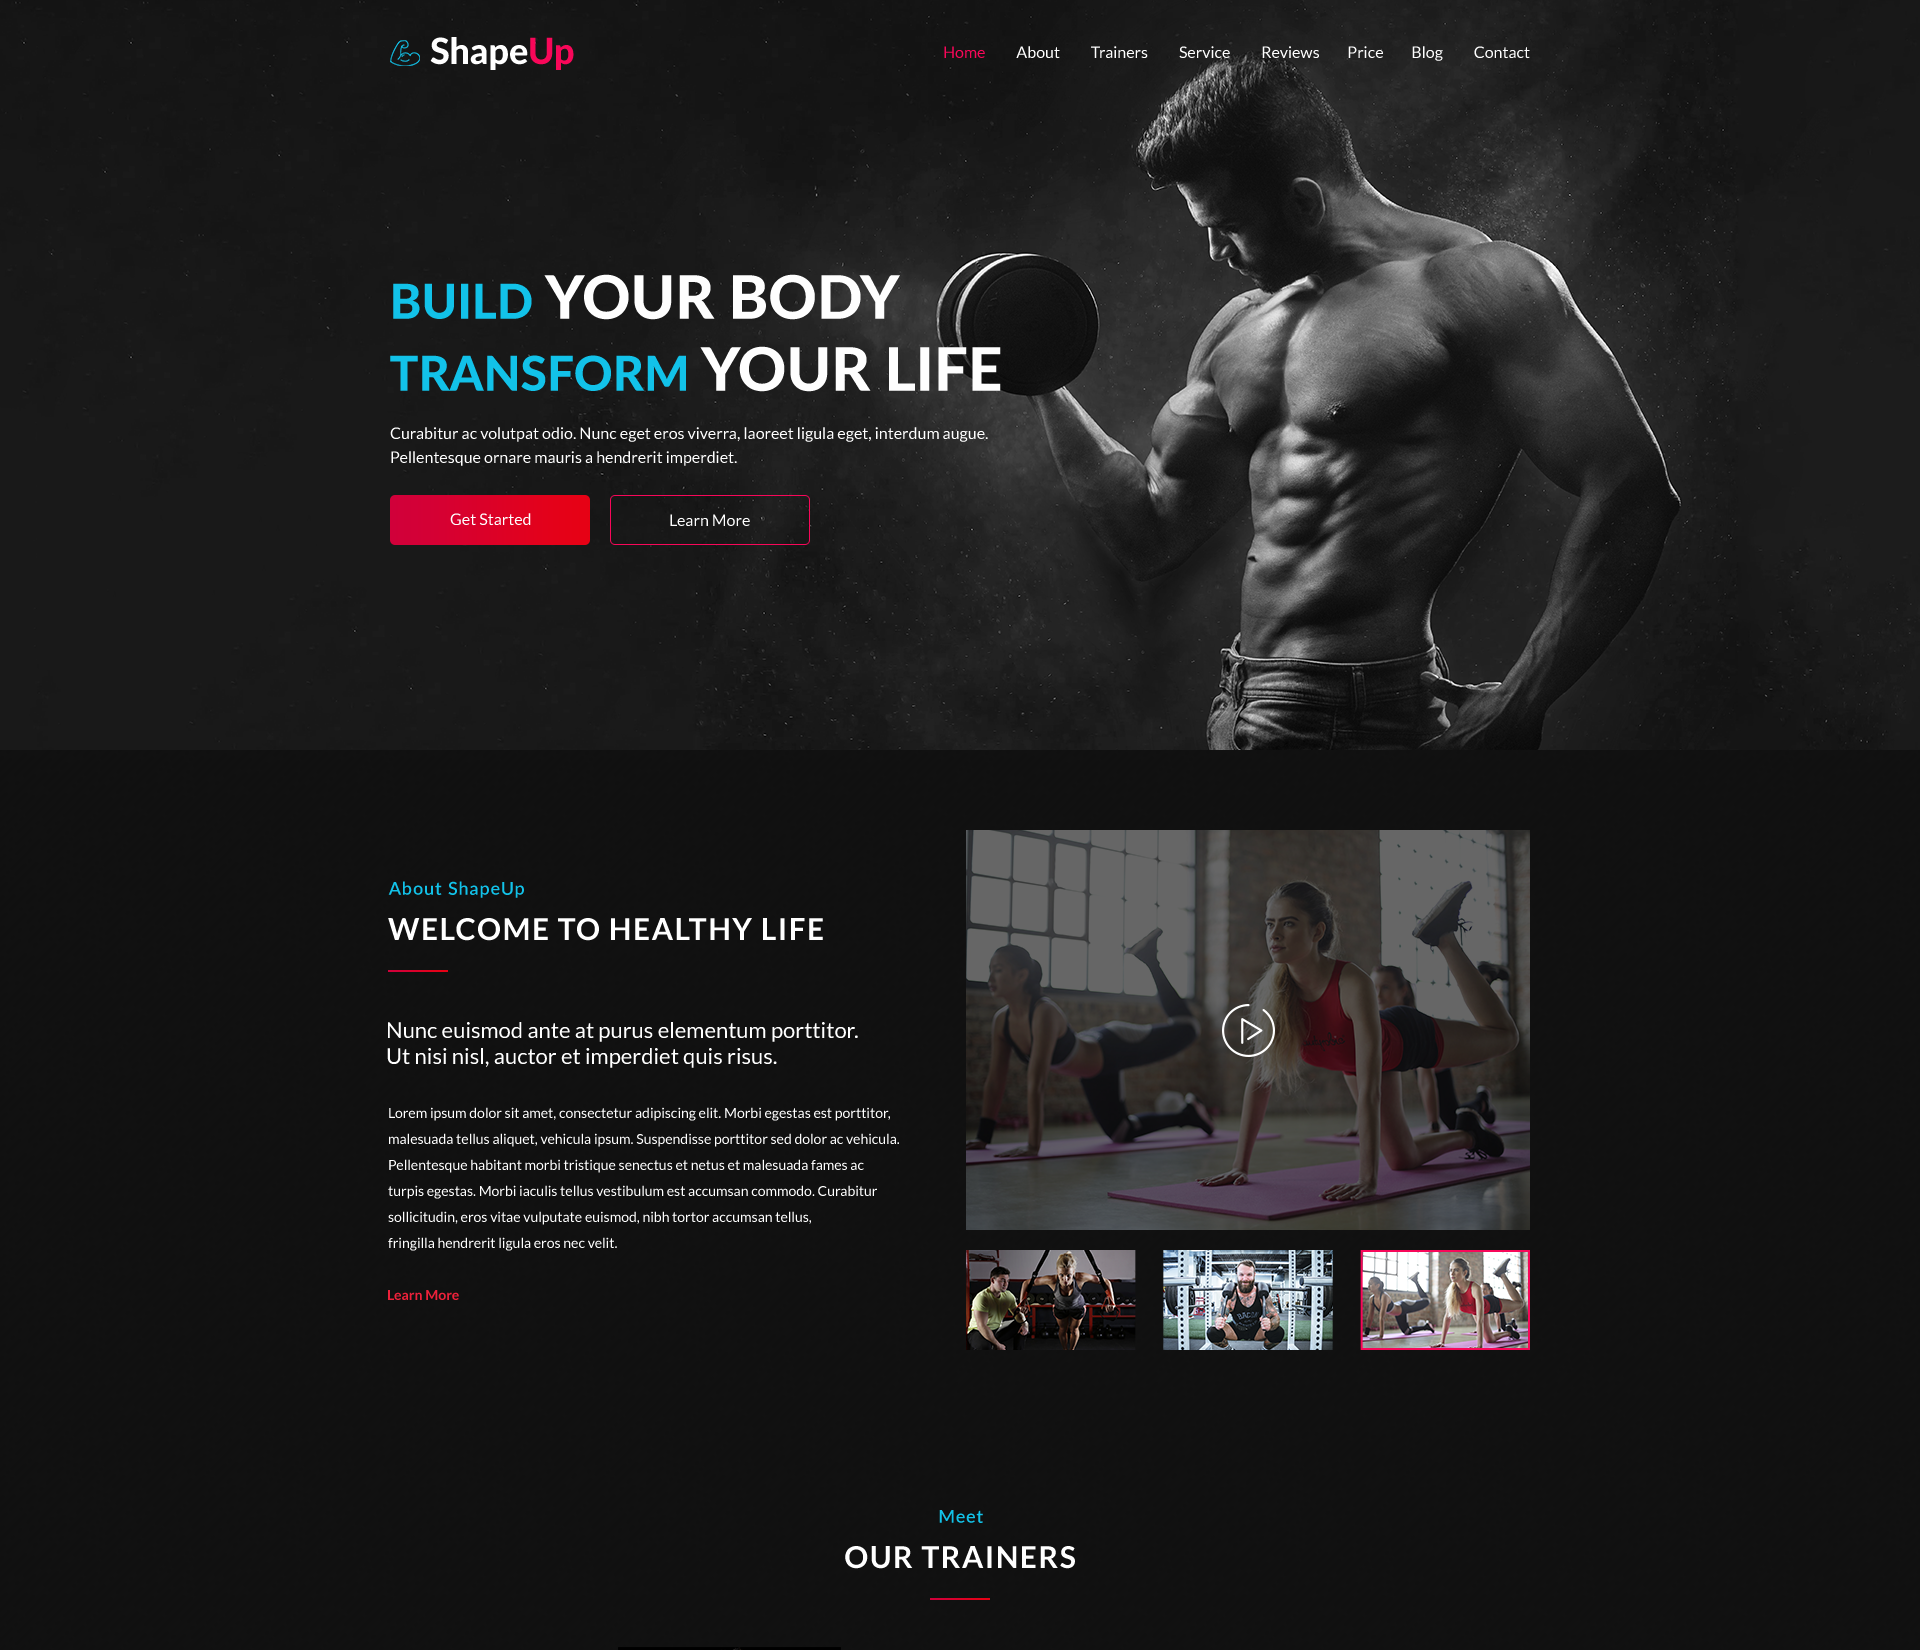 ShapeUp
Home About Trainers Service Reviews Price Blog Contact
BUILD YOUR BODY
TRANSFORM YOUR LIFE
Curabitur ac volutpat odio. Nunc eget eros viverra, laoreet ligula eget, interdum augue.
Pellentesque ornare mauris a hendrerit imperdiet.
Get Started
Learn More
About ShapeUp
WELCOME TO HEALTHY LIFE
Nunc euismod ante at purus elementum porttitor.
Ut nisi nisl, auctor et imperdiet quis risus.
Lorem ipsum dolor sit amet, consectetur adipiscing elit. Morbi egestas est porttitor,
malesuada tellus aliquet, vehicula ipsum. Suspendisse porttitor sed dolor ac vehicula.
Pellentesque habitant morbi tristique senectus et netus et malesuada fames ac
turpis egestas. Morbi iaculis tellus vestibulum est accumsan commodo. Curabitur
sollicitudin, eros vitae vulputate euismod, nibh tortor accumsan tellus,
fringilla hendrerit ligula eros nec velit.
Learn More
Meet
OUR TRAINERS